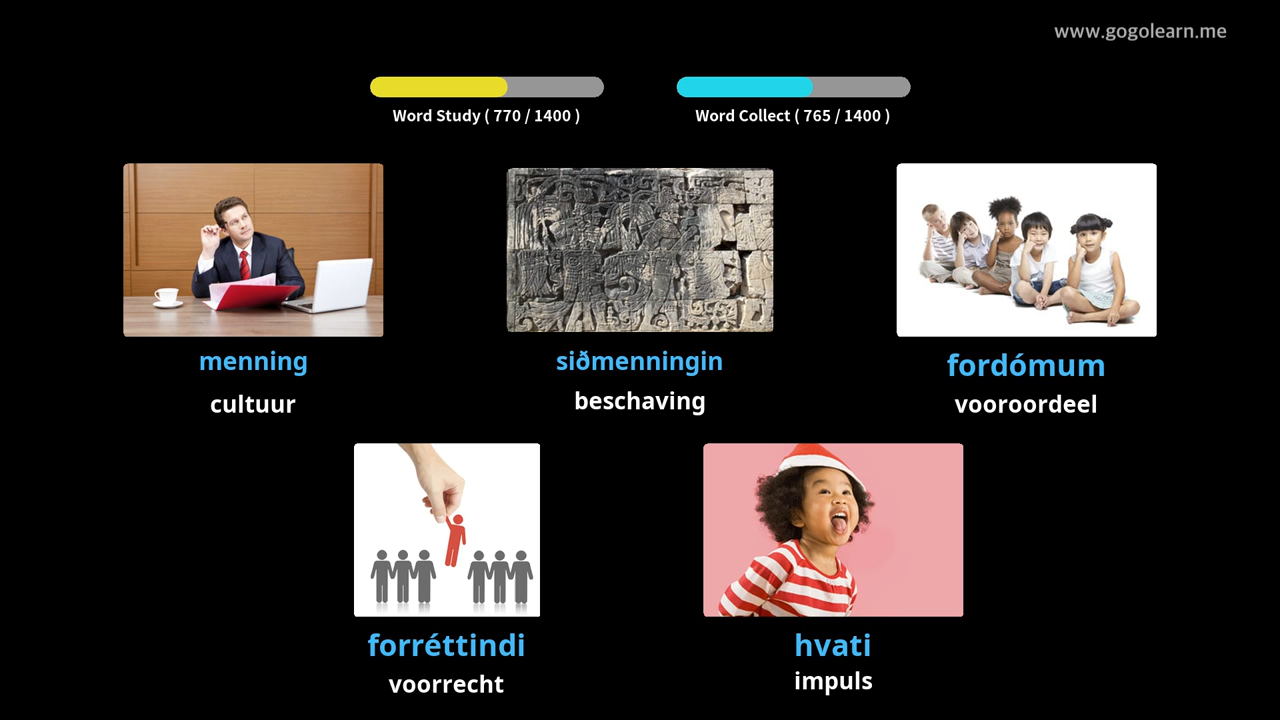 www.gogolearn.me
Word Study ( 770 / 1400 )
Word Collect ( 765 / 1400 )
menning
siðmenningin
fordómum
cultuur
beschaving
vooroordeel
forréttindi
hvati
voorrecht
impuls